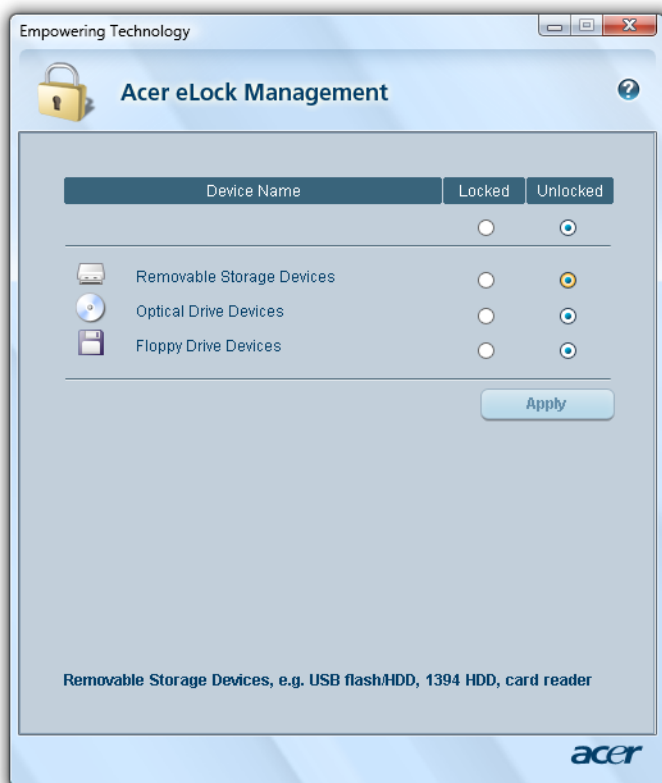 Empowering Technology
Acer eLock Management
Device Name Locked Unlocked
Removable Storage Devices
Optical Drive Devices
Floppy Drive Devices
Apply
Removable Storage Devices, e.g. USB flash/HDD, 1394 HDD, card reader
acer